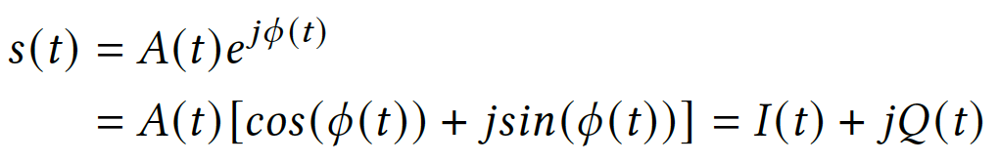 s(t) = A(t)e^{jϕ(t)}
= A(t)[cos(ϕ(t)) + jsin(ϕ(t))] = I(t) + jQ(t)